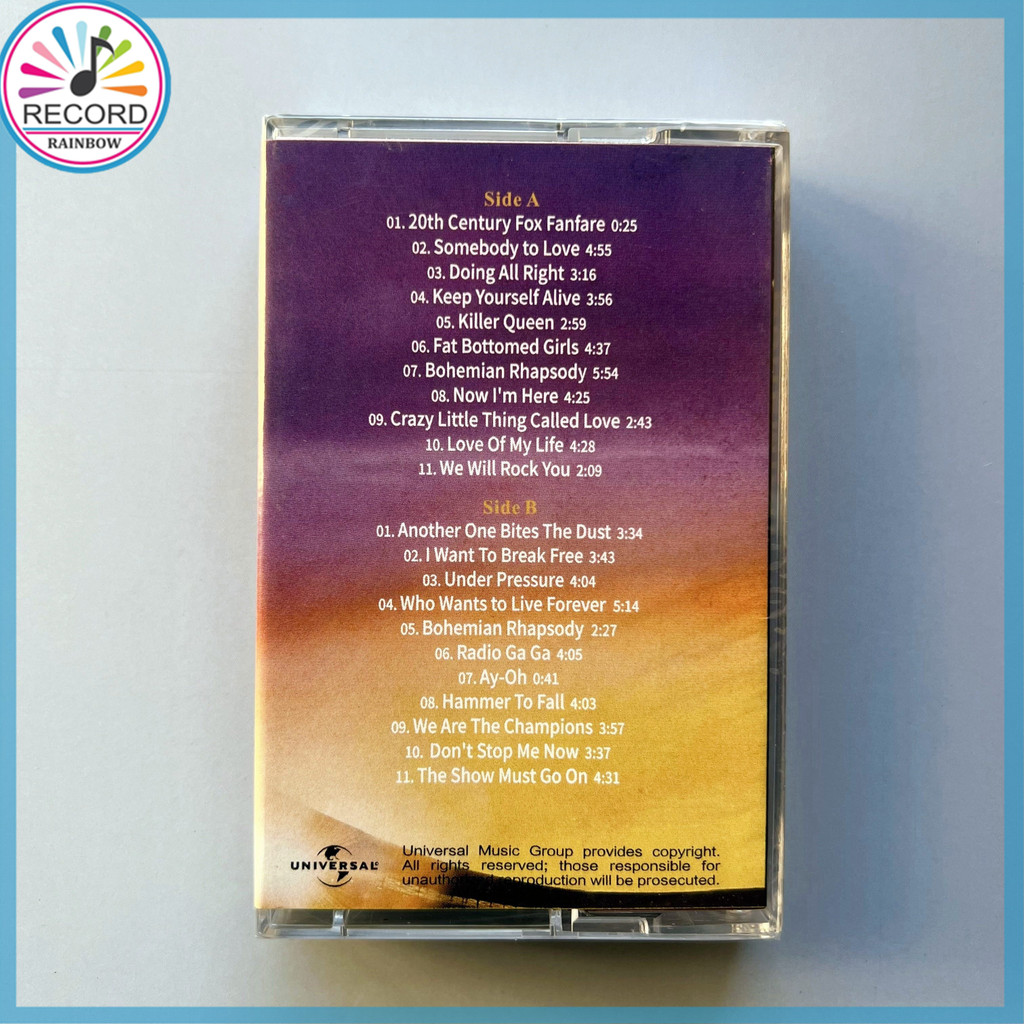 RECORD
RAINBOW
Side A
01. 20th Century Fox Fanfare 0:25
02. Somebody to Love 4:55
03. Doing All Right 3:16
04. Keep Yourself Alive 3:56
05. Killer Queen 2:59
06. Fat Bottomed Girls 4:37
07. Bohemian Rhapsody 5:54
08. Now I'm Here 4:25
09. Crazy Little Thing Called Love 2:43
10. Love Of My Life 4:28
11. We Will Rock You 2:09
Side B
01. Another One Bites The Dust 3:34
02. I Want To Break Free 3:43
03. Under Pressure 4:04
04. Who Wants to Live Forever 5:14
05. Bohemian Rhapsody 2:27
06. Radio Ga Ga 4:05
07. Ay-Oh 0:41
08. Hammer To Fall 4:03
09. We Are The Champions 3:57
10. Don't Stop Me Now 3:37
11. The Show Must Go On 4:31
UNIVERSAL
Universal Music Group provides copyright.
All rights reserved; those responsible for
will be prosecuted.